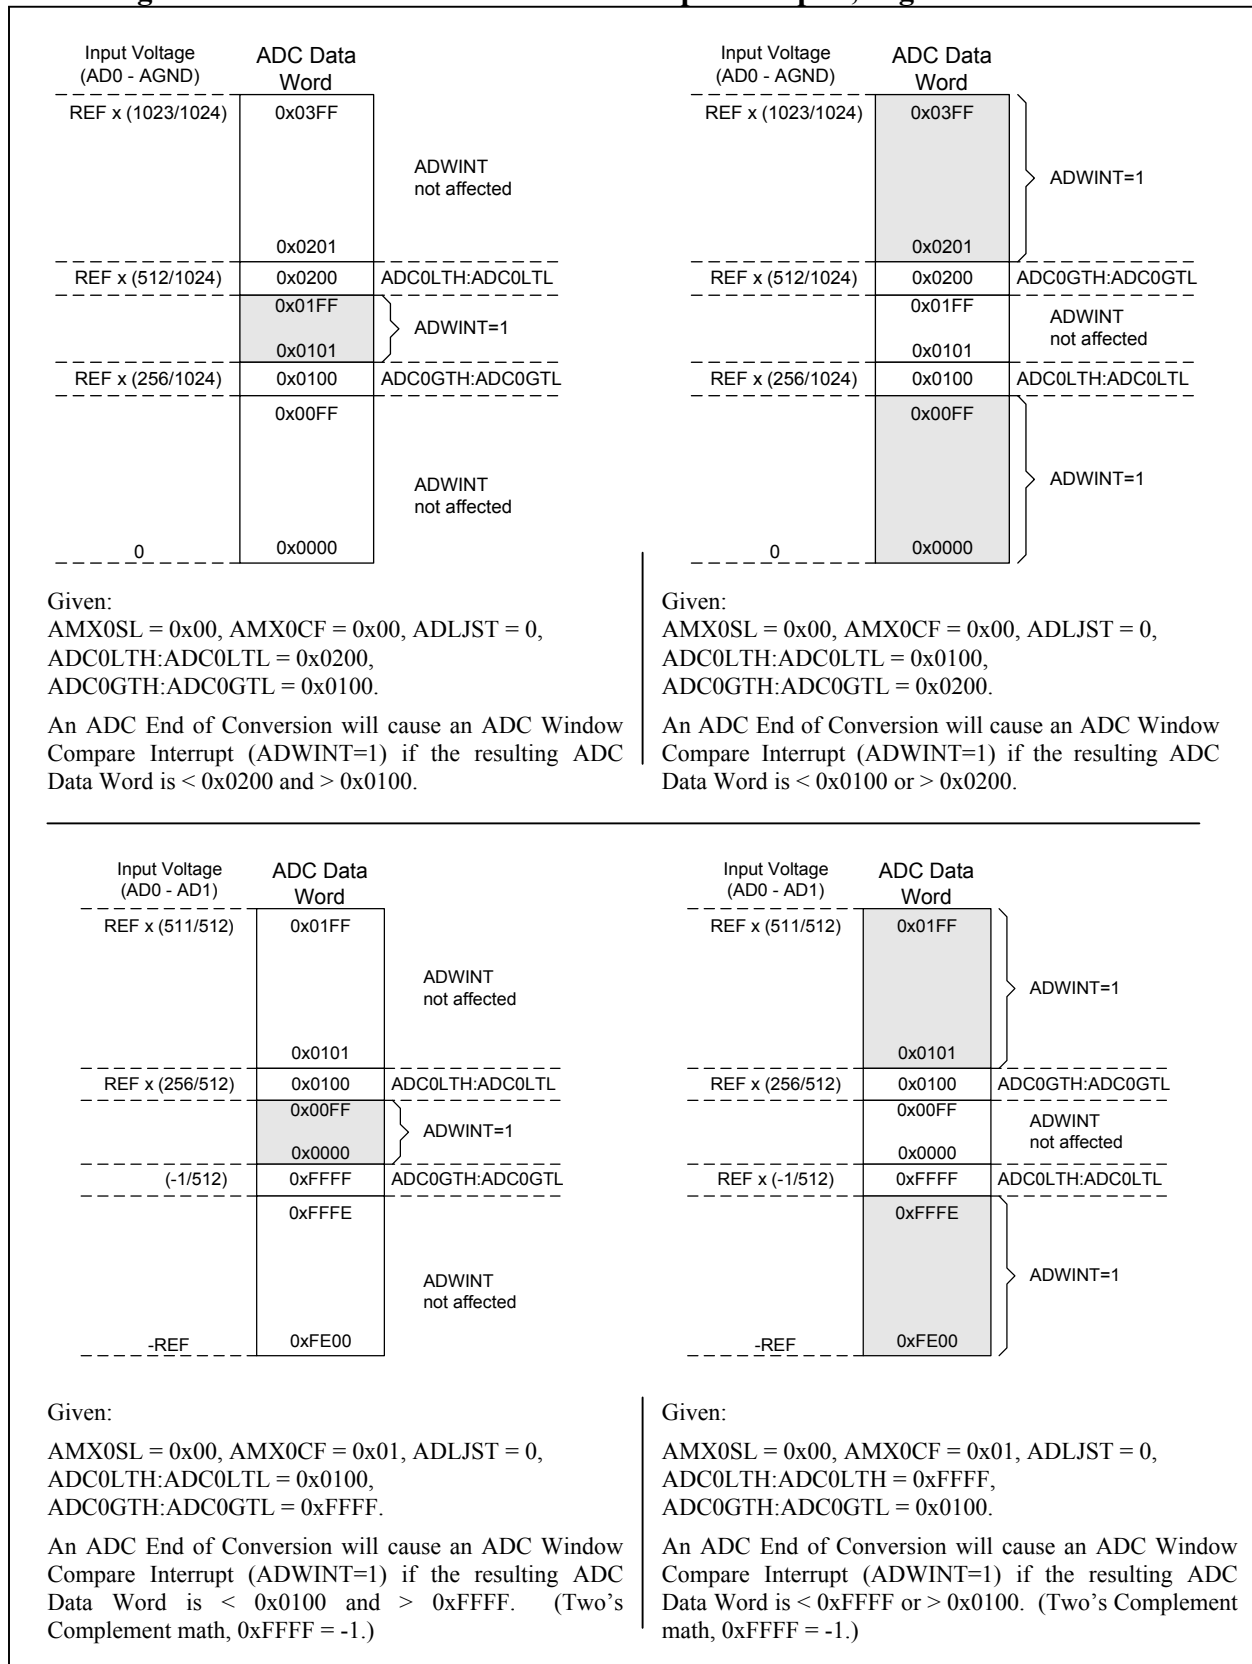 Input Voltage
(AD0 - AGND)
ADC Data
Word
REF x (1023/1024)
0x03FF
ADWINT
not affected
0x0201
REF x (512/1024)
0x0200
ADC0LTH:ADC0LTL
0x01FF
ADWINT=1
0x0101
REF x (256/1024)
0x0100
ADC0GTH:ADC0GTL
0x00FF
ADWINT
not affected
0
0x0000
Given:
AMX0SL = 0x00, AMX0CF = 0x00, ADLJST = 0,
ADC0LTH:ADC0LTL = 0x0200,
ADC0GTH:ADC0GTL = 0x0100.
An ADC End of Conversion will cause an ADC Window
Compare Interrupt (ADWINT=1) if the resulting ADC
Data Word is < 0x0200 and > 0x0100.
Input Voltage
(AD0 - AGND)
ADC Data
Word
REF x (1023/1024)
0x03FF
ADWINT=1
0x0201
REF x (512/1024)
0x0200
ADC0GTH:ADC0GTL
0x01FF
ADWINT
not affected
0x0101
REF x (256/1024)
0x0100
ADC0LTH:ADC0LTL
0x00FF
ADWINT=1
0
0x0000
Given:
AMX0SL = 0x00, AMX0CF = 0x00, ADLJST = 0,
ADC0LTH:ADC0LTL = 0x0100,
ADC0GTH:ADC0GTL = 0x0200.
An ADC End of Conversion will cause an ADC Window
Compare Interrupt (ADWINT=1) if the resulting ADC
Data Word is < 0x0100 or > 0x0200.
Input Voltage
(AD0 - AD1)
ADC Data
Word
REF x (511/512)
0x01FF
ADWINT
not affected
0x0101
REF x (256/512)
0x0100
ADC0LTH:ADC0LTL
0x00FF
ADWINT=1
0x0000
(-1/512)
0xFFFF
ADC0GTH:ADC0GTL
0xFFFE
ADWINT
not affected
-REF
0xFE00
Given:
AMX0SL = 0x00, AMX0CF = 0x01, ADLJST = 0,
ADC0LTH:ADC0LTL = 0x0100,
ADC0GTH:ADC0GTL = 0xFFFF.
An ADC End of Conversion will cause an ADC Window
Compare Interrupt (ADWINT=1) if the resulting ADC
Data Word is < 0x0100 and > 0xFFFF. (Two's
Complement math, 0xFFFF = -1.)
Input Voltage
(AD0 - AD1)
ADC Data
Word
REF x (511/512)
0x01FF
ADWINT=1
0x0101
REF x (256/512)
0x0100
ADC0GTH:ADC0GTL
0x00FF
ADWINT
not affected
0x0000
REF x (-1/512)
0xFFFF
ADC0LTH:ADC0LTL
0xFFFE
ADWINT=1
-REF
0xFE00
Given:
AMX0SL = 0x00, AMX0CF = 0x01, ADLJST = 0,
ADC0LTH:ADC0LTH = 0xFFFF,
ADC0GTH:ADC0GTL = 0x0100.
An ADC End of Conversion will cause an ADC Window
Compare Interrupt (ADWINT=1) if the resulting ADC
Data Word is < 0xFFFF or > 0x0100. (Two's Complement
math, 0xFFFF = -1.)